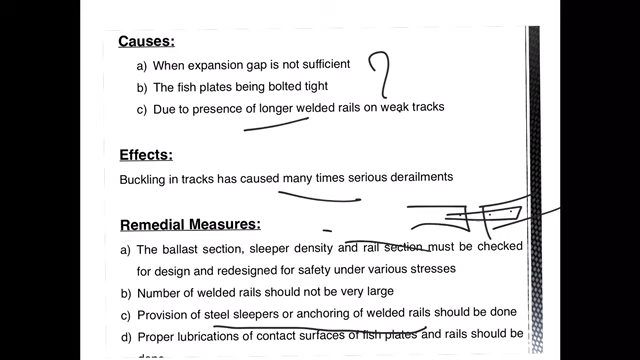 Causes:
a) When expansion gap is not sufficient
b) The fish plates being bolted tight
c) Due to presence of longer welded rails on weak tracks
Effects:
Buckling in tracks has caused many times serious derailments
Remedial Measures:
a) The ballast section, sleeper density and rail section must be checked
for design and redesigned for safety under various stresses
b) Number of welded rails should not be very large
c) Provision of steel sleepers or anchoring of welded rails should be done
d) Proper lubrications of contact surfaces of fish plates and rails should be
done